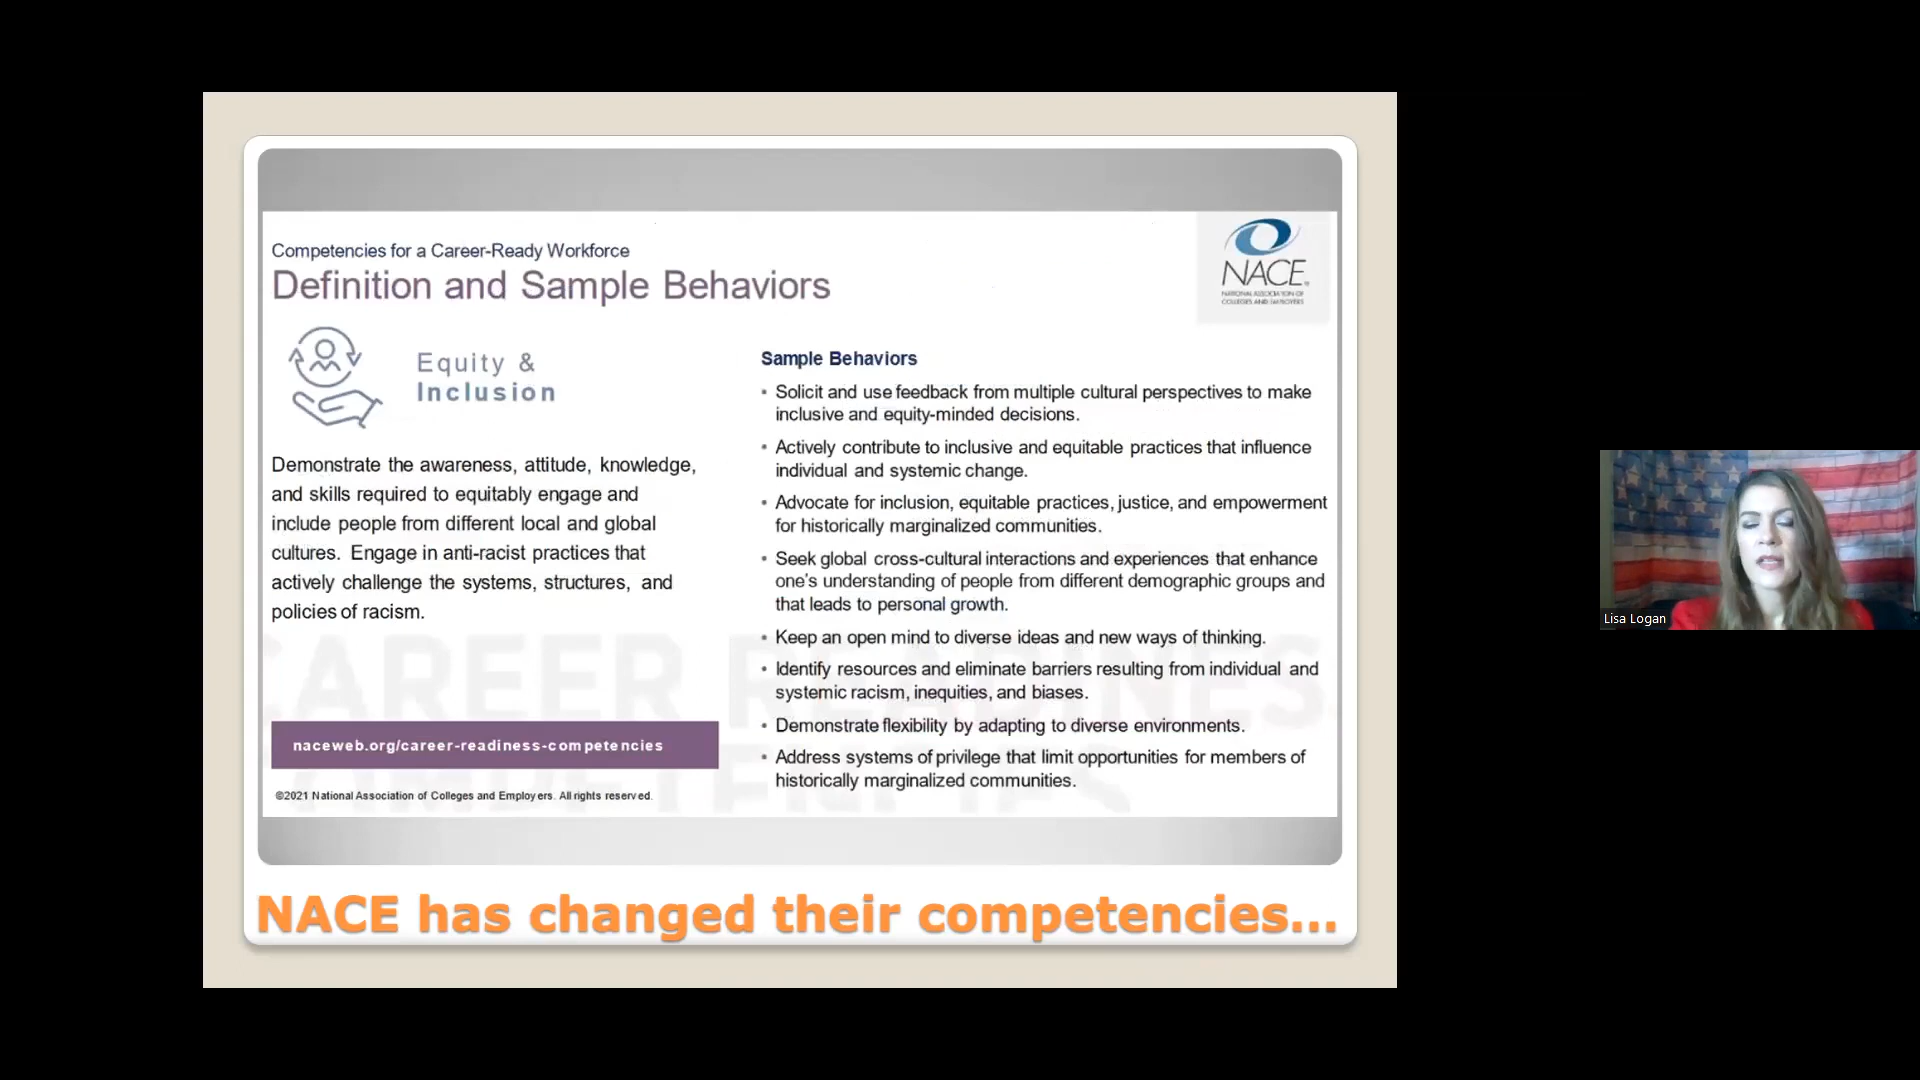 Competencies for a Career-Ready Workforce
Definition and Sample Behaviors
NACE
NATIONAL ASSOCIATION OF
COLLEGES AND EMPLOYERS
Equity &
Inclusion
Demonstrate the awareness, attitude, knowledge,
and skills required to equitably engage and
include people from different local and global
cultures. Engage in anti-racist practices that
actively challenge the systems, structures, and
policies of racism.
naceweb.org/career-readiness-competencies
©2021 National Association of Colleges and Employers. All rights reserved.
Sample Behaviors
• Solicit and use feedback from multiple cultural perspectives to make
inclusive and equity-minded decisions.
• Actively contribute to inclusive and equitable practices that influence
individual and systemic change.
• Advocate for inclusion, equitable practices, justice, and empowerment
for historically marginalized communities.
• Seek global cross-cultural interactions and experiences that enhance
one's understanding of people from different demographic groups and
that leads to personal growth.
• Keep an open mind to diverse ideas and new ways of thinking.
• Identify resources and eliminate barriers resulting from individual and
systemic racism, inequities, and biases.
• Demonstrate flexibility by adapting to diverse environments.
• Address systems of privilege that limit opportunities for members of
historically marginalized communities.
CAREER READINESS
COMPETENCIES
NACE has changed their competencies...
Lisa Logan